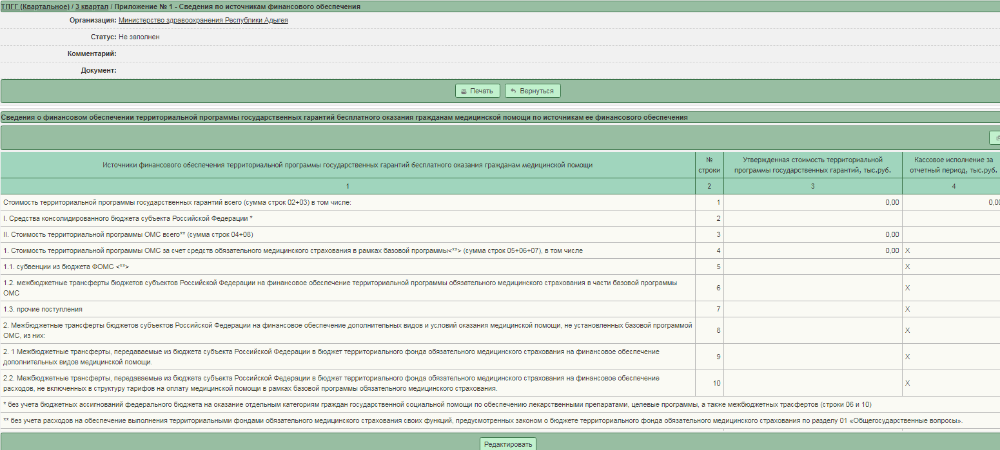 ТПГГ (Квартальное) / 3 квартал / Приложение № 1 - Сведения по источникам финансового обеспечения
Организация: Министерство здравоохранения Республики Адыгея
Статус: Не заполнен
Комментарий:
Документ:
Печать Вернуться
Сведения о финансовом обеспечении территориальной программы государственных гарантий бесплатного оказания гражданам медицинской помощи по источникам ее финансового обеспечения
Источники финансового обеспечения территориальной программы государственных гарантий бесплатного оказания гражданам медицинской помощи
№
строки
Утвержденная стоимость территориальной
программы государственных гарантий, тыс.руб.
Кассовое исполнение за
отчетный период, тыс.руб.
1 2 3 4
Стоимость территориальной программы государственных гарантий всего (сумма строк 02+03) в том числе: 1 0,00 0,00
I. Средства консолидированного бюджета субъекта Российской Федерации * 2
II. Стоимость территориальной программы ОМС всего** (сумма строк 04+08) 3 0,00
1. Стоимость территориальной программы ОМС за счет средств обязательного медицинского страхования в рамках базовой программы<**> (сумма строк 05+06+07), в том числе 4 0,00 X
1.1. субвенции из бюджета ФОМС <**> 5 X
1.2. межбюджетные трансферты бюджетов субъектов Российской Федерации на финансовое обеспечение территориальной программы обязательного медицинского страхования в части базовой программы
ОМС 6 X
1.3. прочие поступления 7 X
2. Межбюджетные трансферты бюджетов субъектов Российской Федерации на финансовое обеспечение дополнительных видов и условий оказания медицинской помощи, не установленных базовой программой
ОМС, из них: 8 X
2. 1 Межбюджетные трансферты, передаваемые из бюджета субъекта Российской Федерации в бюджет территориального фонда обязательного медицинского страхования на финансовое обеспечение
дополнительных видов медицинской помощи. 9 X
2.2. Межбюджетные трансферты, передаваемые из бюджета субъекта Российской Федерации в бюджет территориального фонда обязательного медицинского страхования на финансовое обеспечение
расходов, не включенных в структуру тарифов на оплату медицинской помощи в рамках базовой программы обязательного медицинского страхования. 10 X
* без учета бюджетных ассигнований федерального бюджета на оказание отдельным категориям граждан государственной социальной помощи по обеспечению лекарственными препаратами, целевые программы, а также межбюджетных трасфертов (строки 06 и 10)
** без учета расходов на обеспечение выполнения территориальными фондами обязательного медицинского страхования своих функций, предусмотренных законом о бюджете территориального фонда обязательного медицинского страхования по разделу 01 «Общегосударственные вопросы».
Редактировать